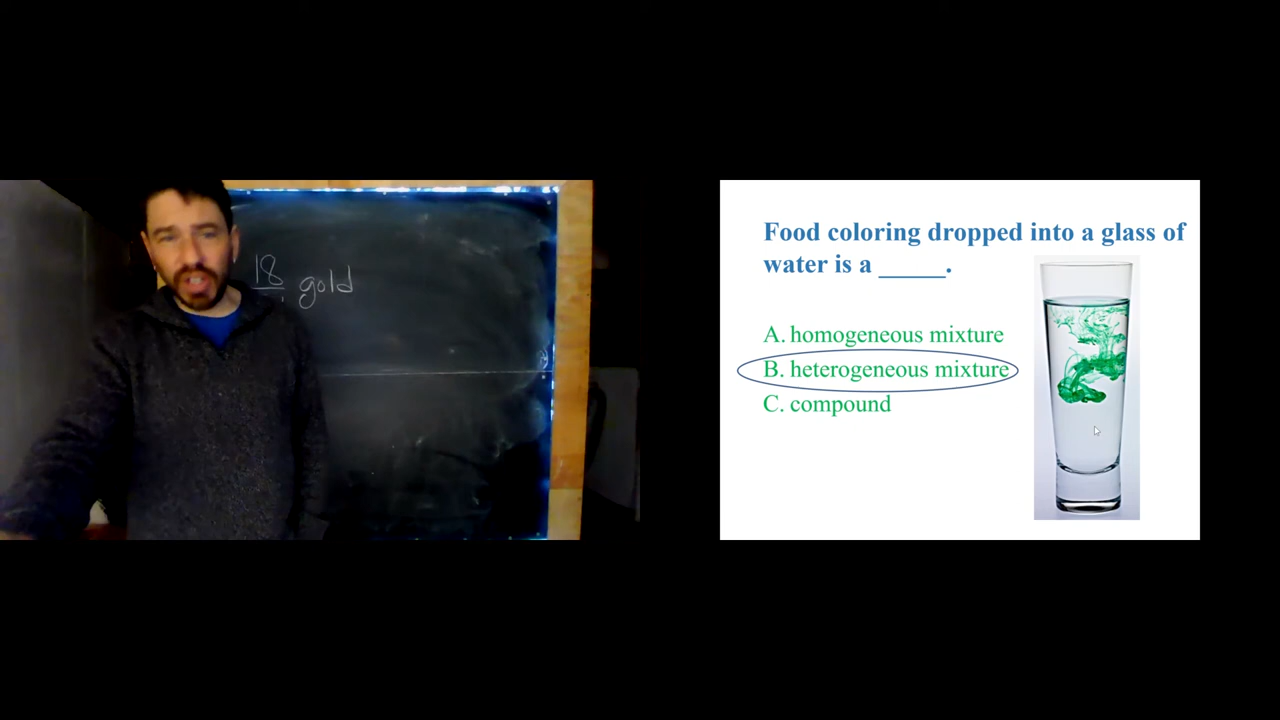 18
gold
Food coloring dropped into a glass of
water is a _____.
A. homogeneous mixture
B. heterogeneous mixture
C. compound